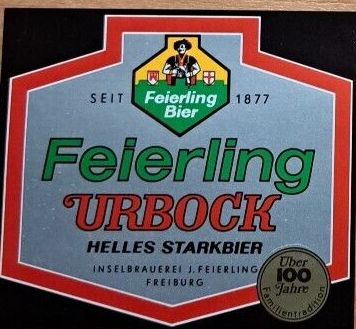 SEIT Feierling Bier 1877
Feierling
URBOCK
HELLES STARKBIER
INSELBRAUEREI J. FEIERLING
FREIBURG
Über
100
Jahre
Familientradition